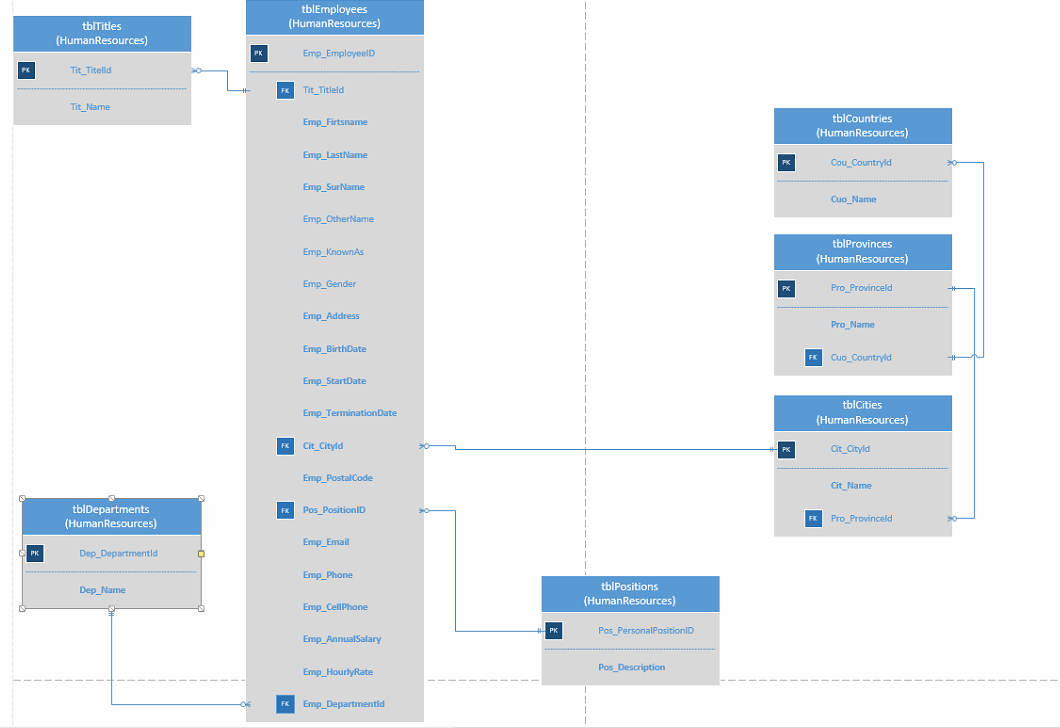 tblTitles
(HumanResources)
PK Tit_TitelId
Tit_Name
tblEmployees
(HumanResources)
PK Emp_EmployeeID
FK Tit_TitleId
Emp_Firtsname
Emp_LastName
Emp_SurName
Emp_OtherName
Emp_KnownAs
Emp_Gender
Emp_Address
Emp_BirthDate
Emp_StartDate
Emp_TerminationDate
FK Cit_CityId
Emp_PostalCode
FK Pos_PositionID
Emp_Email
Emp_Phone
Emp_CellPhone
Emp_AnnualSalary
Emp_HourlyRate
FK Emp_DepartmentId
tblCountries
(HumanResources)
PK Cou_CountryId
Cuo_Name
tblProvinces
(HumanResources)
PK Pro_ProvinceId
Pro_Name
FK Cuo_CountryId
tblCities
(HumanResources)
PK Cit_CityId
Cit_Name
FK Pro_ProvinceId
tblDepartments
(HumanResources)
PK Dep_DepartmentId
Dep_Name
tblPositions
(HumanResources)
PK Pos_PersonalPositionID
Pos_Description